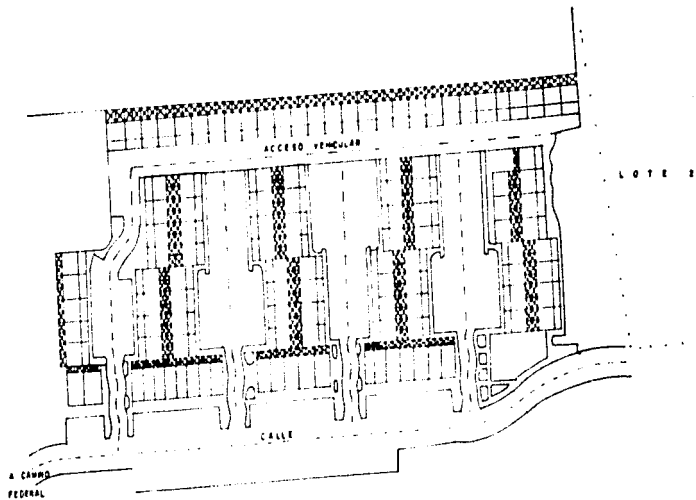 ACCESO VEHICULAR
LOTE 2
CALLE
A CAMINO
FEDERAL